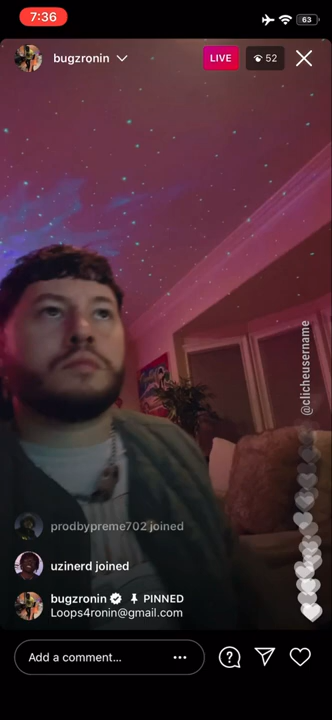 7:36
63
bugzronin
LIVE
52
@clicheusername
prodbypreme702 joined
uzinerd joined
bugzronin PINNED
Loops4ronin@gmail.com
Add a comment...